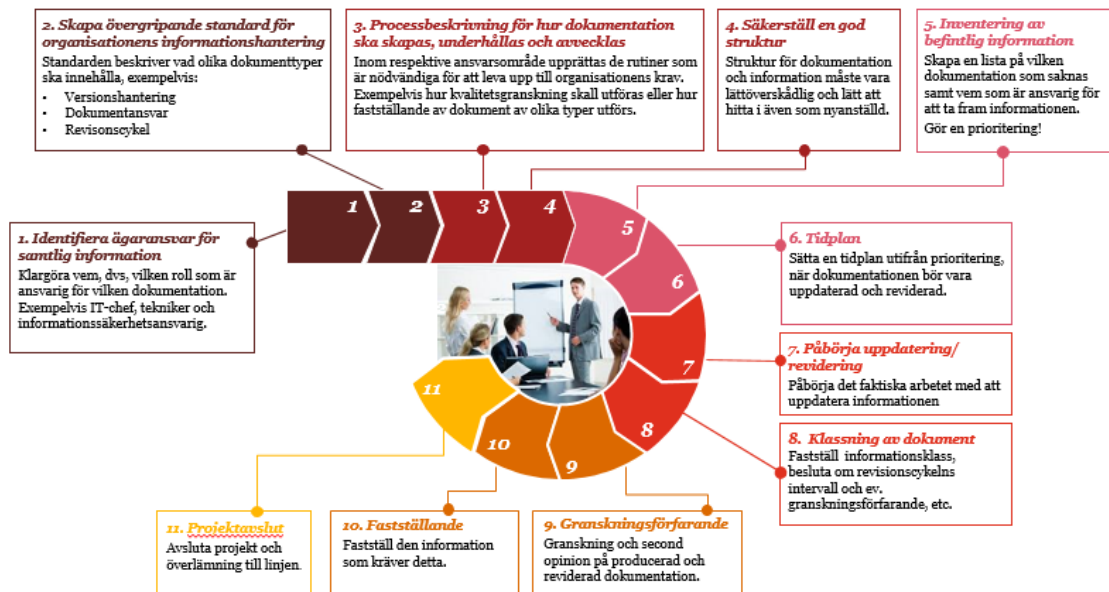 2. Skapa övergripande standard för
organisationens informationshantering
Standarden beskriver vad olika dokumenttyper
ska innehålla, exempelvis:
• Versionshantering
• Dokumentansvar
• Revisonscykel
3. Processbeskrivning för hur dokumentation
ska skapas, underhållas och avvecklas
Inom respektive ansvarsområde upprättas de rutiner som
är nödvändiga för att leva upp till organisationens krav.
Exempelvis hur kvalitetsgranskning skall utföras eller hur
fastställande av dokument av olika typer utförs.
4. Säkerställ en god
struktur
Struktur för dokumentation
och information måste vara
lättöverskådlig och lätt att
hitta i även som nyanställd.
5. Inventering av
befintlig information
Skapa en lista på vilken
dokumentation som saknas
samt vem som är ansvarig för
att ta fram informationen.
Gör en prioritering!
1. Identifiera ägaransvar för
samtlig information
Klargöra vem, dvs, vilken roll som är
ansvarig för vilken dokumentation.
Exempelvis IT-chef, tekniker och
informationssäkerhetsansvarig.
1
2
3
4
5
6
7
8
9
10
11
6. Tidplan
Sätta en tidplan utifrån prioritering,
när dokumentationen bör vara
uppdaterad och reviderad.
7. Påbörja uppdatering/
revidering
Påbörja det faktiska arbetet med att
uppdatera informationen
8. Klassning av dokument
Fastställ informationsklass,
besluta om revisionscykelns
intervall och ev.
granskningsförfarande, etc.
11. Projektavslut
Avsluta projekt och
överlämning till linjen.
10. Fastställande
Fastställ den information
som kräver detta.
9. Granskningsförfarande
Granskning och second
opinion på producerad och
reviderad dokumentation.